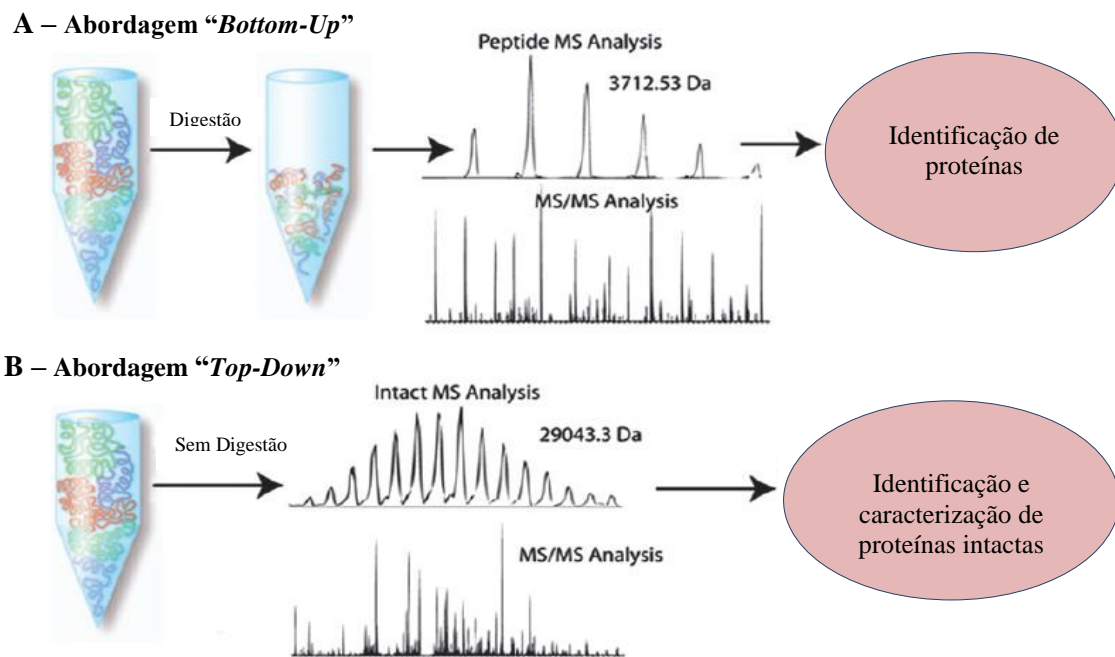 A – Abordagem “Bottom-Up”
Digestão
Peptide MS Analysis
3712.53 Da
MS/MS Analysis
Identificação de
proteínas
B – Abordagem “Top-Down”
Sem Digestão
Intact MS Analysis
29043.3 Da
MS/MS Analysis
Identificação e
caracterização de
proteínas intactas